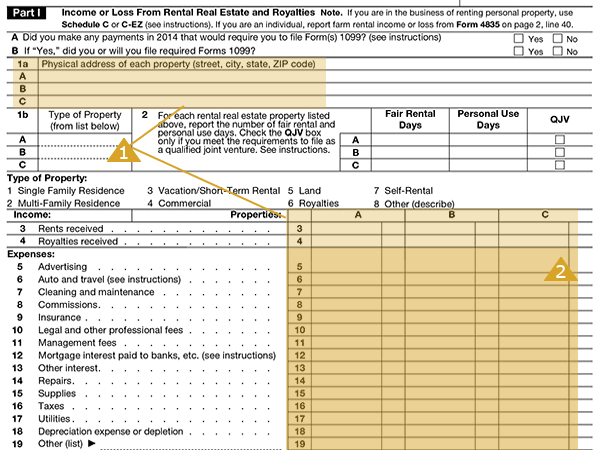 Part I Income or Loss From Rental Real Estate and Royalties Note. If you are in the business of renting personal property, use
Schedule C or C-EZ (see instructions). If you are an individual, report farm rental income or loss from Form 4835 on page 2, line 40.
A Did you make any payments in 2014 that would require you to file Form(s) 1099? (see instructions) Yes No
B If "Yes," did you or will you file required Forms 1099? Yes No
1a Physical address of each property (street, city, state, ZIP code)
A
B
C
1b Type of Property (from list below) 2 For each rental real estate property listed above, report the number of fair rental and personal use days. Check the QJV box only if you meet the requirements to file as a qualified joint venture. See instructions. Fair Rental Days Personal Use Days QJV
A A
B B
C C
1
Type of Property:
1 Single Family Residence 3 Vacation/Short-Term Rental 5 Land 7 Self-Rental
2 Multi-Family Residence 4 Commercial 6 Royalties 8 Other (describe)
Income: Properties: A B C
3 Rents received . . . . . . . . . . . 3
4 Royalties received . . . . . . . . . . 4
Expenses:
5 Advertising . . . . . . . . . . . . 5
2
6 Auto and travel (see instructions) . . . . . . 6
7 Cleaning and maintenance . . . . . . . . 7
8 Commissions. . . . . . . . . . . . 8
9 Insurance . . . . . . . . . . . . . 9
10 Legal and other professional fees . . . . . . 10
11 Management fees . . . . . . . . . . 11
12 Mortgage interest paid to banks, etc. (see instructions) 12
13 Other interest. . . . . . . . . . . . 13
14 Repairs. . . . . . . . . . . . . . 14
15 Supplies . . . . . . . . . . . . . 15
16 Taxes . . . . . . . . . . . . . . 16
17 Utilities. . . . . . . . . . . . . . 17
18 Depreciation expense or depletion . . . . . . 18
19 Other (list) ► 19